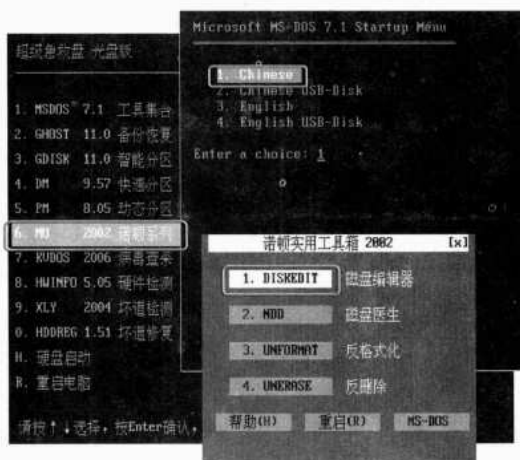 超级急救盘 光盘版
1. MSDOS 7.1 工具集合
2. GHOST 11.0 备份恢复
3. GDISK 11.0 智能分区
4. DM 9.57 快速分区
5. PM 8.05 动态分区
6. NU 2002 诺顿系列
7. KVDOS 2006 病毒查杀
8. HWINFO 5.05 硬件检测
9. XLY 2004 坏道检测
0. HDDREG 1.51 坏道修复
H. 硬盘启动
R. 重启电脑
请按↑↓选择，按Enter确认，
Microsoft MS-DOS 7.1 Startup Menu
1. Chinese
2. Chinese USB-Disk
3. English
4. English USB-Disk
Enter a choice: 1
诺顿实用工具箱 2002 [x]
1. DISKEDIT 磁盘编辑器
2. NDD 磁盘医生
3. UNFORMAT 反格式化
4. UNERASE 反删除
帮助(H) 重启(R) MS-DOS